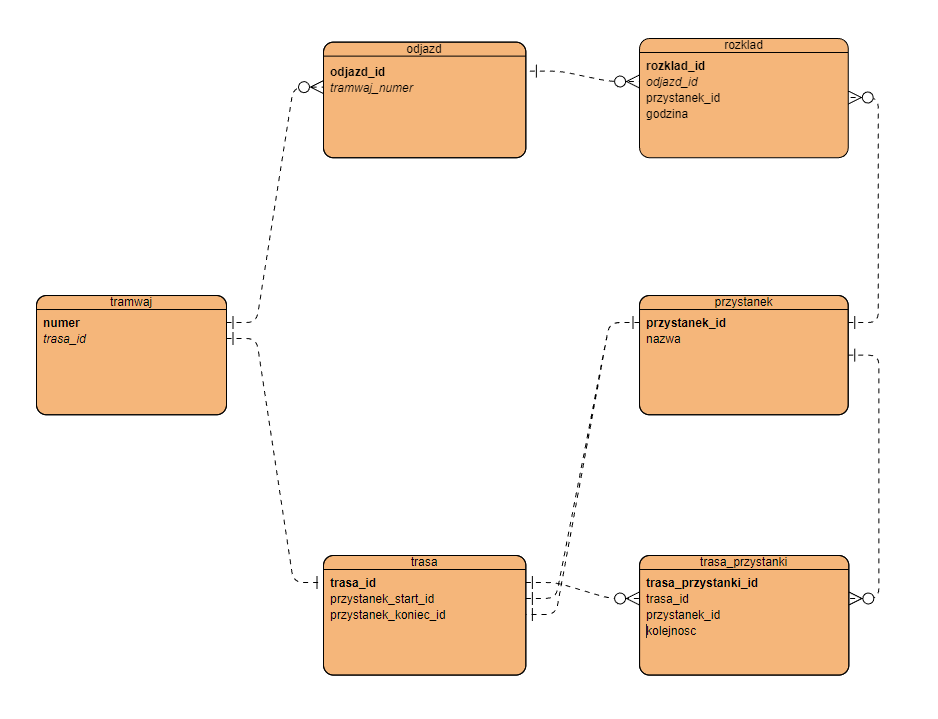 odjazd
odjazd_id
tramwaj_numer
rozklad
rozklad_id
odjazd_id
przystanek_id
godzina
tramwaj
numer
trasa_id
przystanek
przystanek_id
nazwa
trasa
trasa_id
przystanek_start_id
przystanek_koniec_id
trasa_przystanki
trasa_przystanki_id
trasa_id
przystanek_id
kolejnosc